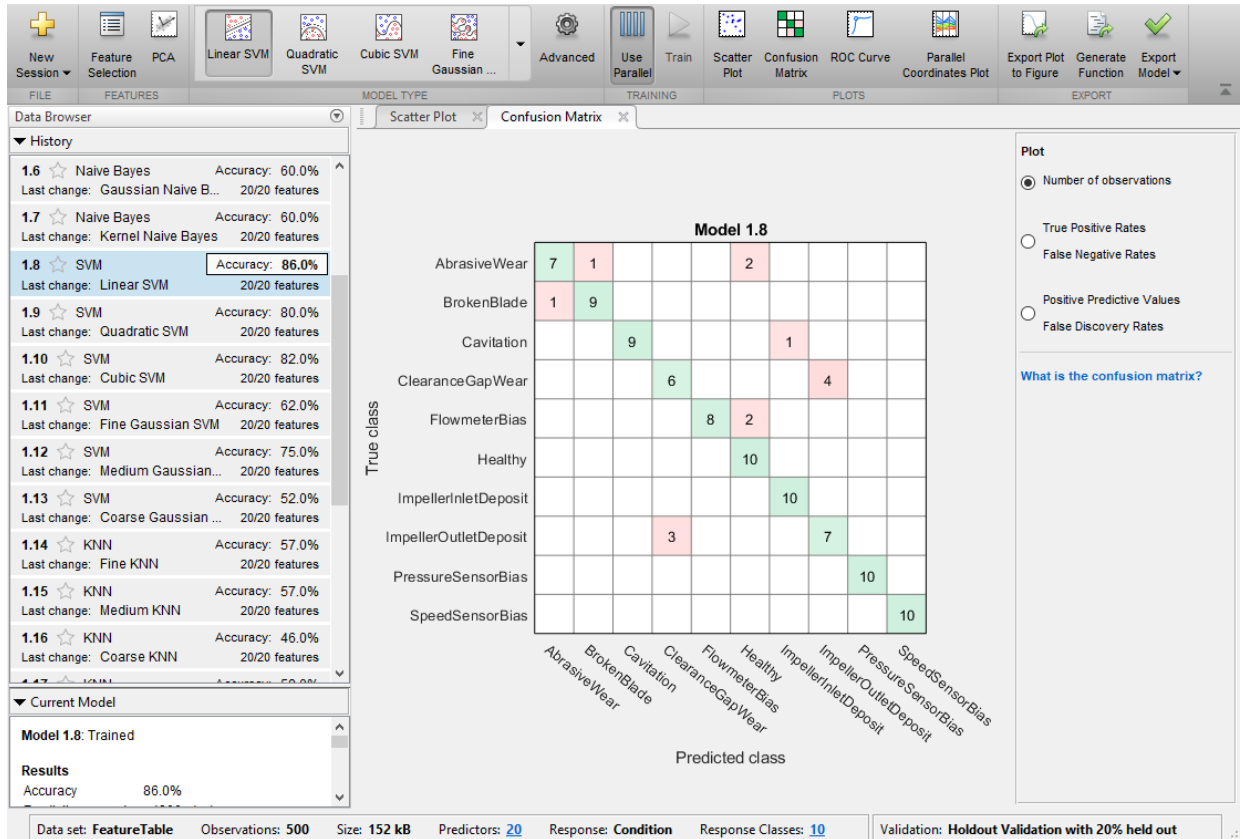 New Session
Feature Selection
PCA
Linear SVM
Quadratic SVM
Cubic SVM
Fine Gaussian ...
Advanced
Use Parallel
Train
Scatter Plot
Confusion Matrix
ROC Curve
Parallel Coordinates Plot
Export Plot to Figure
Generate Function
Export Model
FILE
FEATURES
MODEL TYPE
TRAINING
PLOTS
EXPORT
Data Browser
History
1.6 Naive Bayes Accuracy: 60.0%
Last change: Gaussian Naive B... 20/20 features
1.7 Naive Bayes Accuracy: 60.0%
Last change: Kernel Naive Bayes 20/20 features
1.8 SVM Accuracy: 86.0%
Last change: Linear SVM 20/20 features
1.9 SVM Accuracy: 80.0%
Last change: Quadratic SVM 20/20 features
1.10 SVM Accuracy: 82.0%
Last change: Cubic SVM 20/20 features
1.11 SVM Accuracy: 62.0%
Last change: Fine Gaussian SVM 20/20 features
1.12 SVM Accuracy: 75.0%
Last change: Medium Gaussian... 20/20 features
1.13 SVM Accuracy: 52.0%
Last change: Coarse Gaussian ... 20/20 features
1.14 KNN Accuracy: 57.0%
Last change: Fine KNN 20/20 features
1.15 KNN Accuracy: 57.0%
Last change: Medium KNN 20/20 features
1.16 KNN Accuracy: 46.0%
Last change: Coarse KNN 20/20 features
Current Model
Model 1.8: Trained
Results
Accuracy 86.0%
Scatter Plot
Confusion Matrix
Model 1.8
True class
AbrasiveWear 7 1 2
BrokenBlade 1 9
Cavitation 9 1
ClearanceGapWear 6 4
FlowmeterBias 8 2
Healthy 10
ImpellerInletDeposit 10
ImpellerOutletDeposit 3 7
PressureSensorBias 10
SpeedSensorBias 10
AbrasiveWear
BrokenBlade
Cavitation
ClearanceGapWear
FlowmeterBias
Healthy
ImpellerInletDeposit
ImpellerOutletDeposit
PressureSensorBias
SpeedSensorBias
Predicted class
Plot
Number of observations
True Positive Rates
False Negative Rates
Positive Predictive Values
False Discovery Rates
What is the confusion matrix?
Data set: FeatureTable Observations: 500 Size: 152 kB Predictors: 20 Response: Condition Response Classes: 10 Validation: Holdout Validation with 20% held out